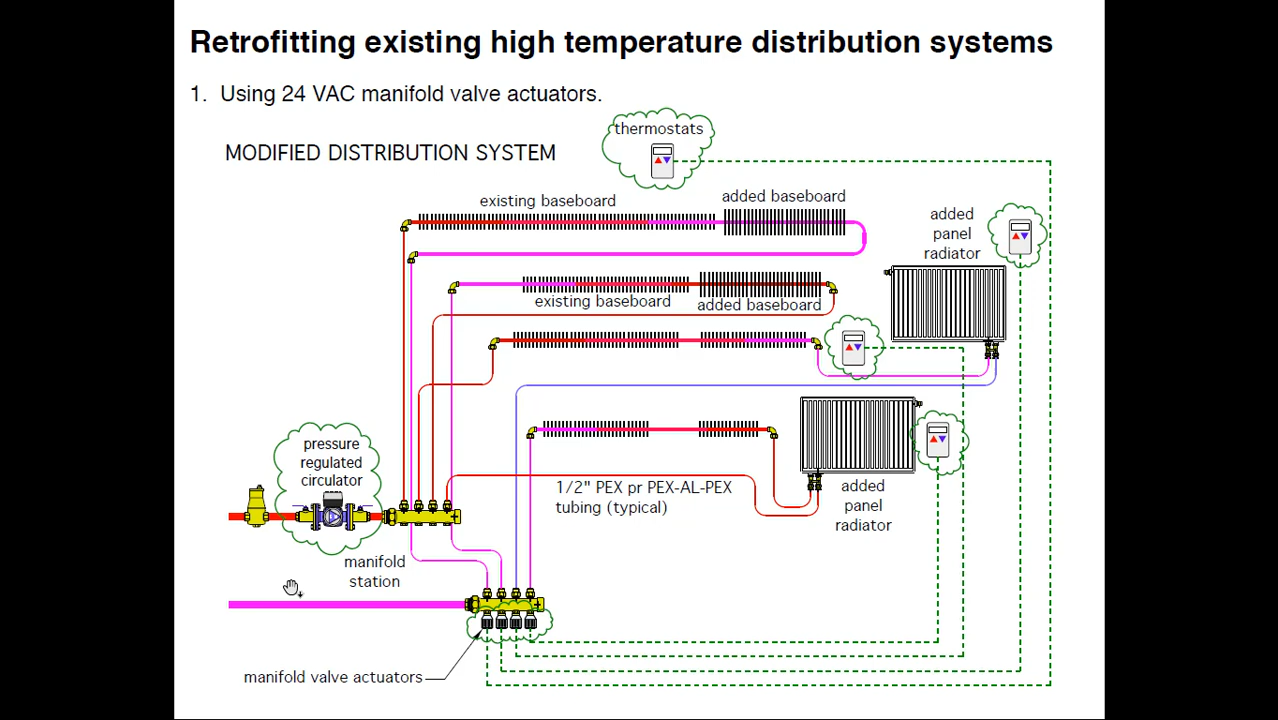 Retrofitting existing high temperature distribution systems
1. Using 24 VAC manifold valve actuators.
thermostats
MODIFIED DISTRIBUTION SYSTEM
existing baseboard
added baseboard
added
panel
radiator
existing baseboard
added baseboard
pressure
regulated
circulator
1/2" PEX pr PEX-AL-PEX
tubing (typical)
added
panel
radiator
manifold
station
manifold valve actuators